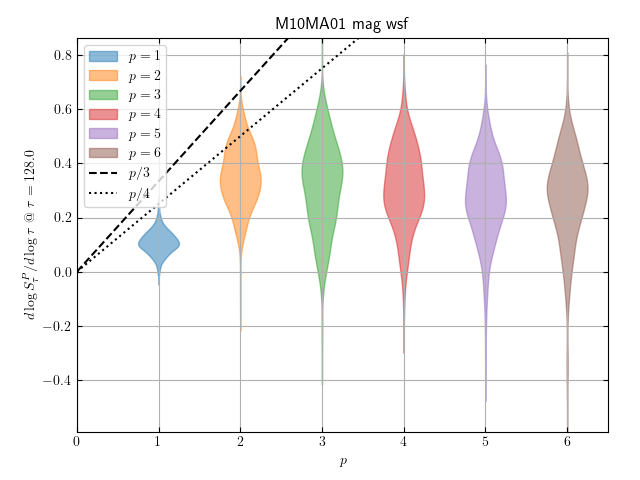 M10MA01 mag wsf
p = 1
p = 2
p = 3
p = 4
p = 5
p = 6
p/3
p/4
0.8
0.6
0.4
0.2
0.0
−0.2
−0.4
d log S_τ^P / d log τ @ τ = 128.0
0 1 2 3 4 5 6
p